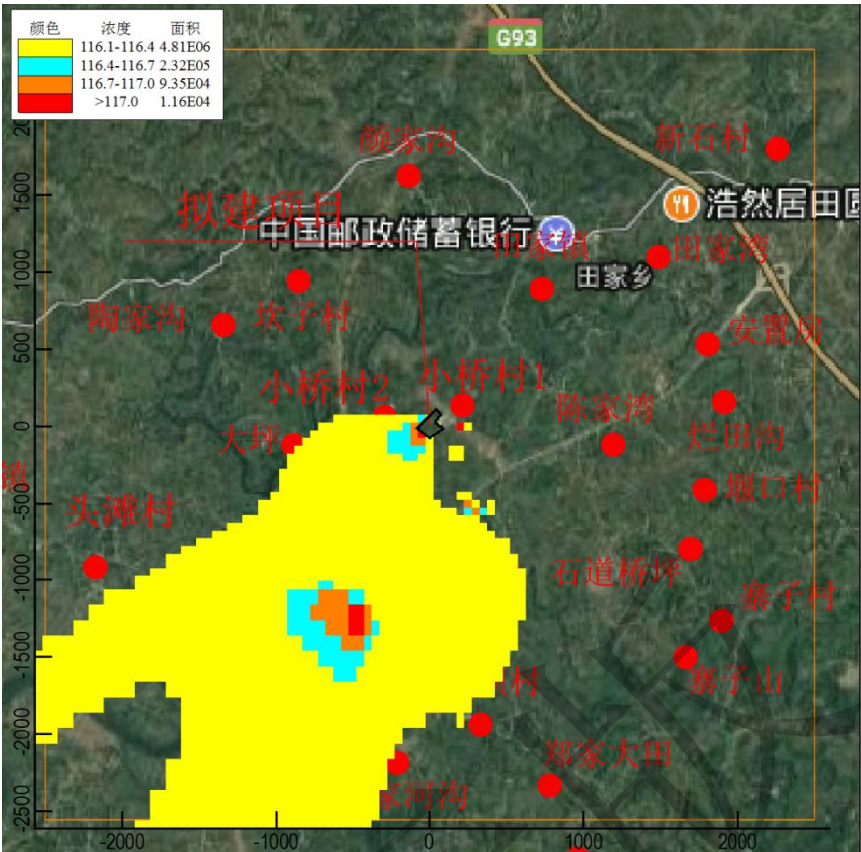 颜色 浓度 面积
116.1-116.4 4.81E06
116.4-116.7 2.32E05
116.7-117.0 9.35E04
>117.0 1.16E04
G93
颜家沟
新石村
拟建项目
浩然居田
中国邮政储蓄银行
田家镇
田家湾
田家乡
陶家沟
坎子村
安置房
小桥村2
小桥村1
陈家湾
大坪
烂田沟
镇
堰口村
头滩村
石道桥坪
寨子村
寨子山
村
郑家大田
家河沟
1500
1000
500
0
-500
-1000
-1500
-2000
-2500
-2000 -1000 0 1000 2000